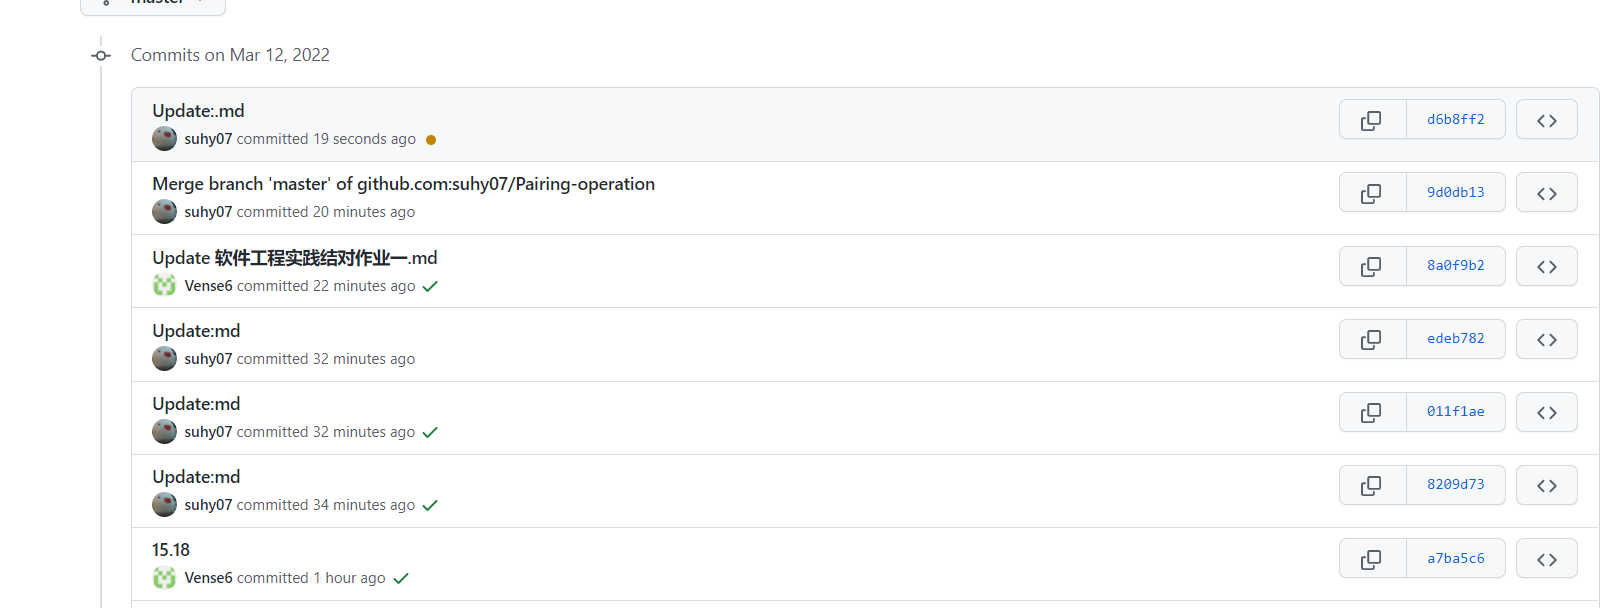 master
Commits on Mar 12, 2022
Update:.md
suhy07 committed 19 seconds ago
d6b8ff2
Merge branch 'master' of github.com:suhy07/Pairing-operation
suhy07 committed 20 minutes ago
9d0db13
Update 软件工程实践结对作业一.md
Vense6 committed 22 minutes ago
8a0f9b2
Update:md
suhy07 committed 32 minutes ago
edeb782
Update:md
suhy07 committed 32 minutes ago
011f1ae
Update:md
suhy07 committed 34 minutes ago
8209d73
15.18
Vense6 committed 1 hour ago
a7ba5c6